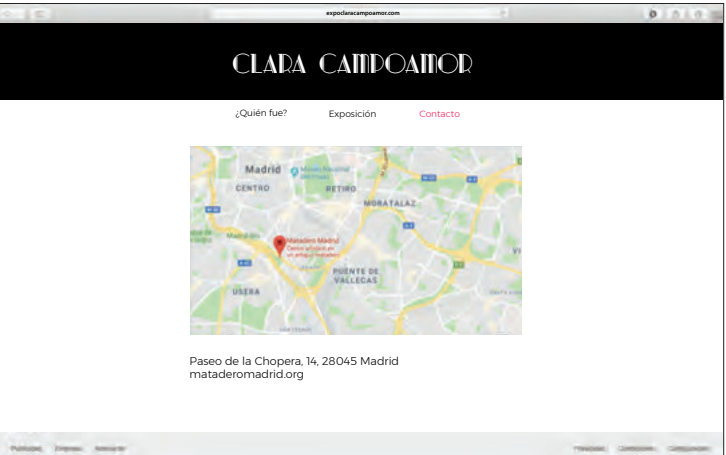 expoclaracampoamor.com
CLARA CAMPOAMOR
¿Quién fue? Exposición Contacto
Madrid
CENTRO
RETIRO
MORATALAZ
Matadero Madrid
PUENTE DE
VALLECAS
USERA
Paseo de la Chopera, 14, 28045 Madrid
mataderomadrid.org